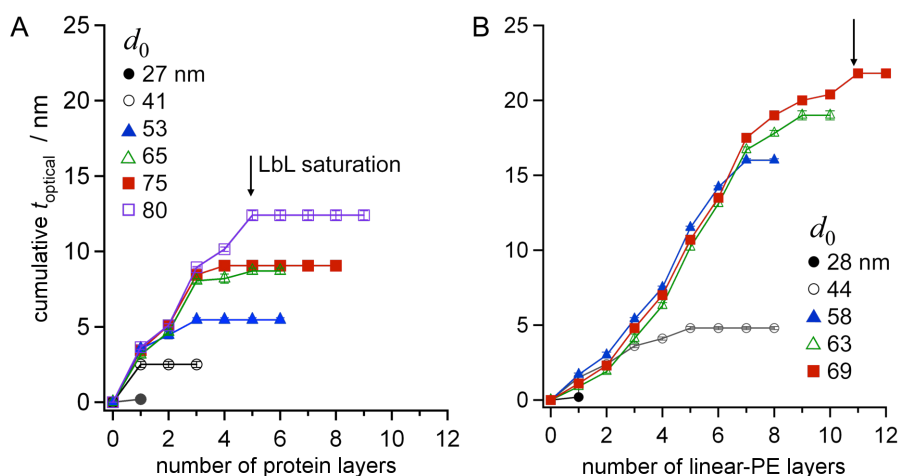 A
d0
27 nm
41
53
65
75
80
LbL saturation
cumulative toptical / nm
25
20
15
10
5
0
0 2 4 6 8 10 12
number of protein layers
B
d0
28 nm
44
58
63
69
25
20
15
10
5
0
0 2 4 6 8 10 12
number of linear-PE layers